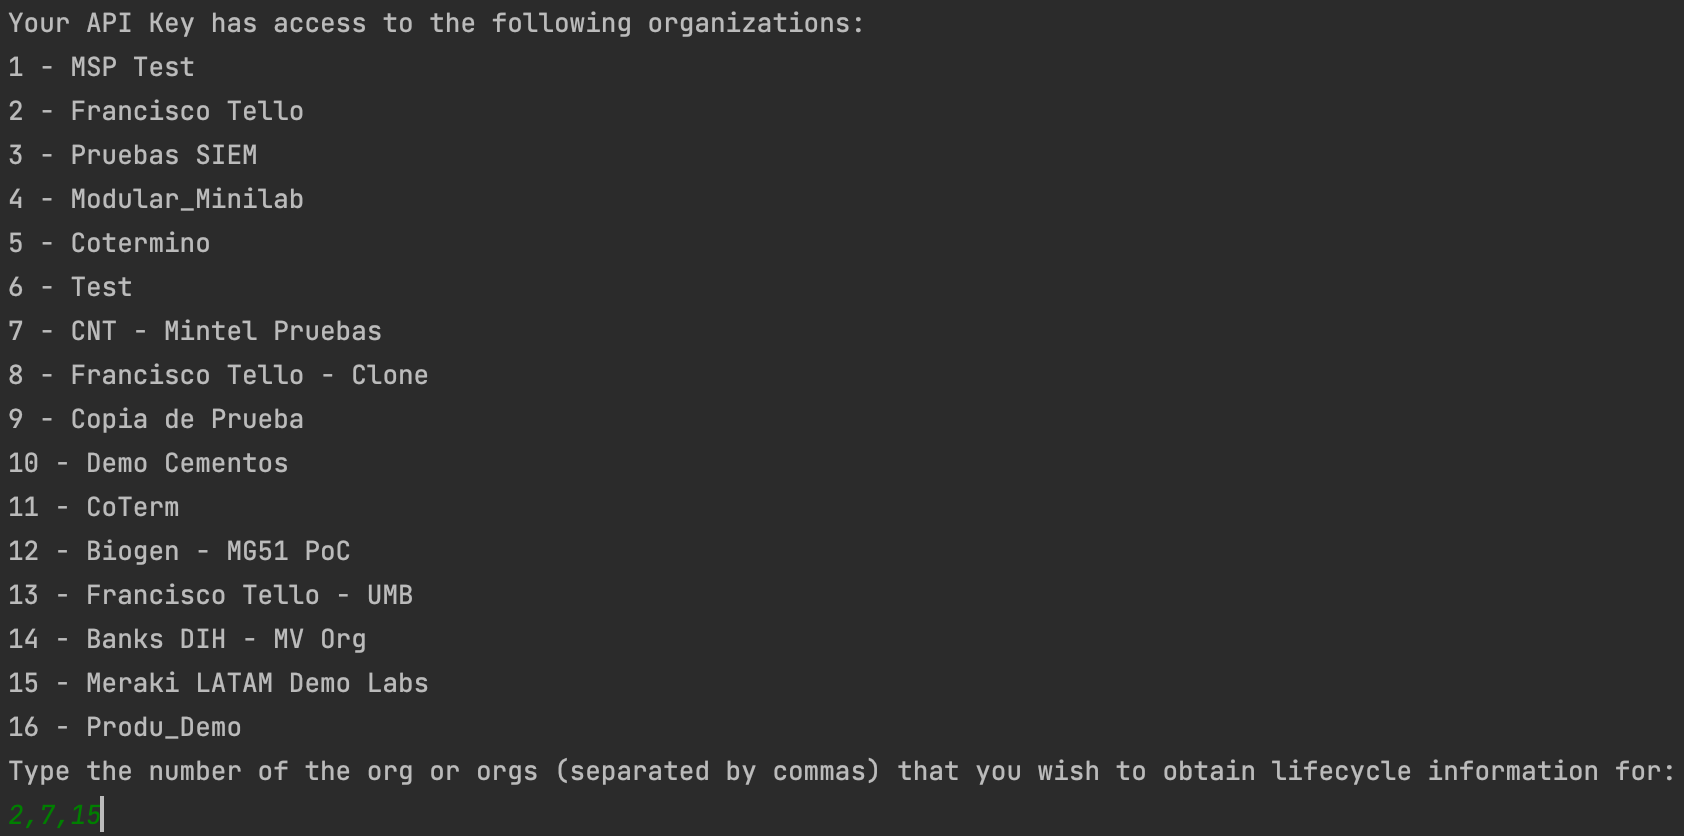 Your API Key has access to the following organizations:
1 - MSP Test
2 - Francisco Tello
3 - Pruebas SIEM
4 - Modular_Minilab
5 - Cotermino
6 - Test
7 - CNT - Mintel Pruebas
8 - Francisco Tello - Clone
9 - Copia de Prueba
10 - Demo Cementos
11 - CoTerm
12 - Biogen - MG51 PoC
13 - Francisco Tello - UMB
14 - Banks DIH - MV Org
15 - Meraki LATAM Demo Labs
16 - Produ_Demo
Type the number of the org or orgs (separated by commas) that you wish to obtain lifecycle information for:
2,7,15